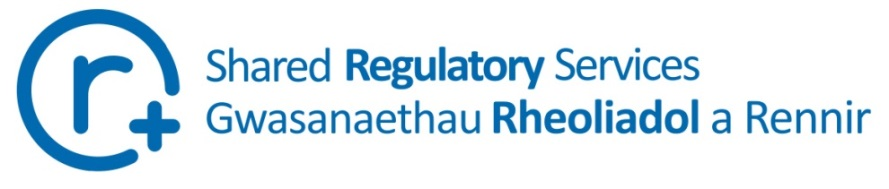 r+
Shared Regulatory Services
Gwasanaethau Rheoliadol a Rennir